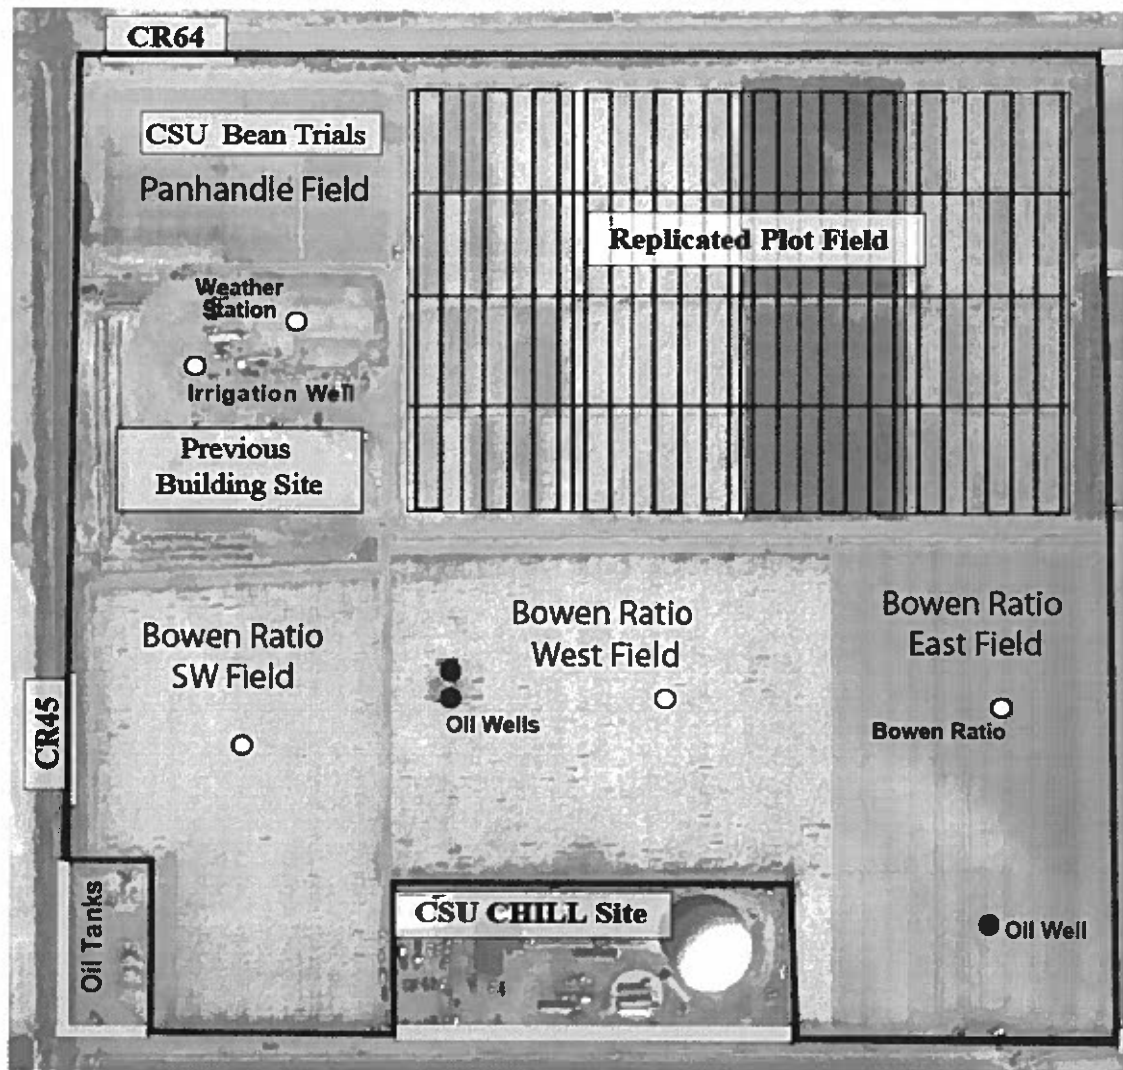 CR64
CSU Bean Trials
Panhandle Field
Replicated Plot Field
Weather
Station
Irrigation Well
Previous
Building Site
Bowen Ratio
SW Field
Bowen Ratio
West Field
Bowen Ratio
East Field
CR45
Oil Wells
Bowen Ratio
Oil Tanks
CSU CHILL Site
Oil Well